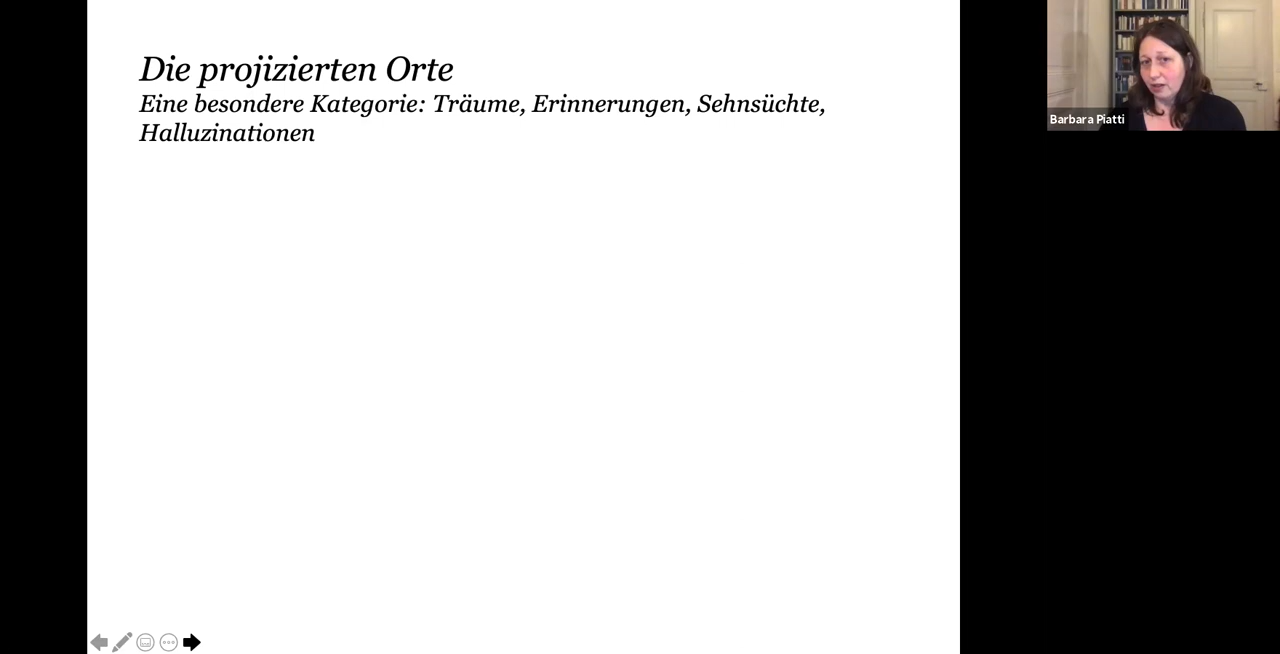 Die projizierten Orte
Eine besondere Kategorie: Träume, Erinnerungen, Sehnsüchte,
Halluzinationen
Barbara Piatti